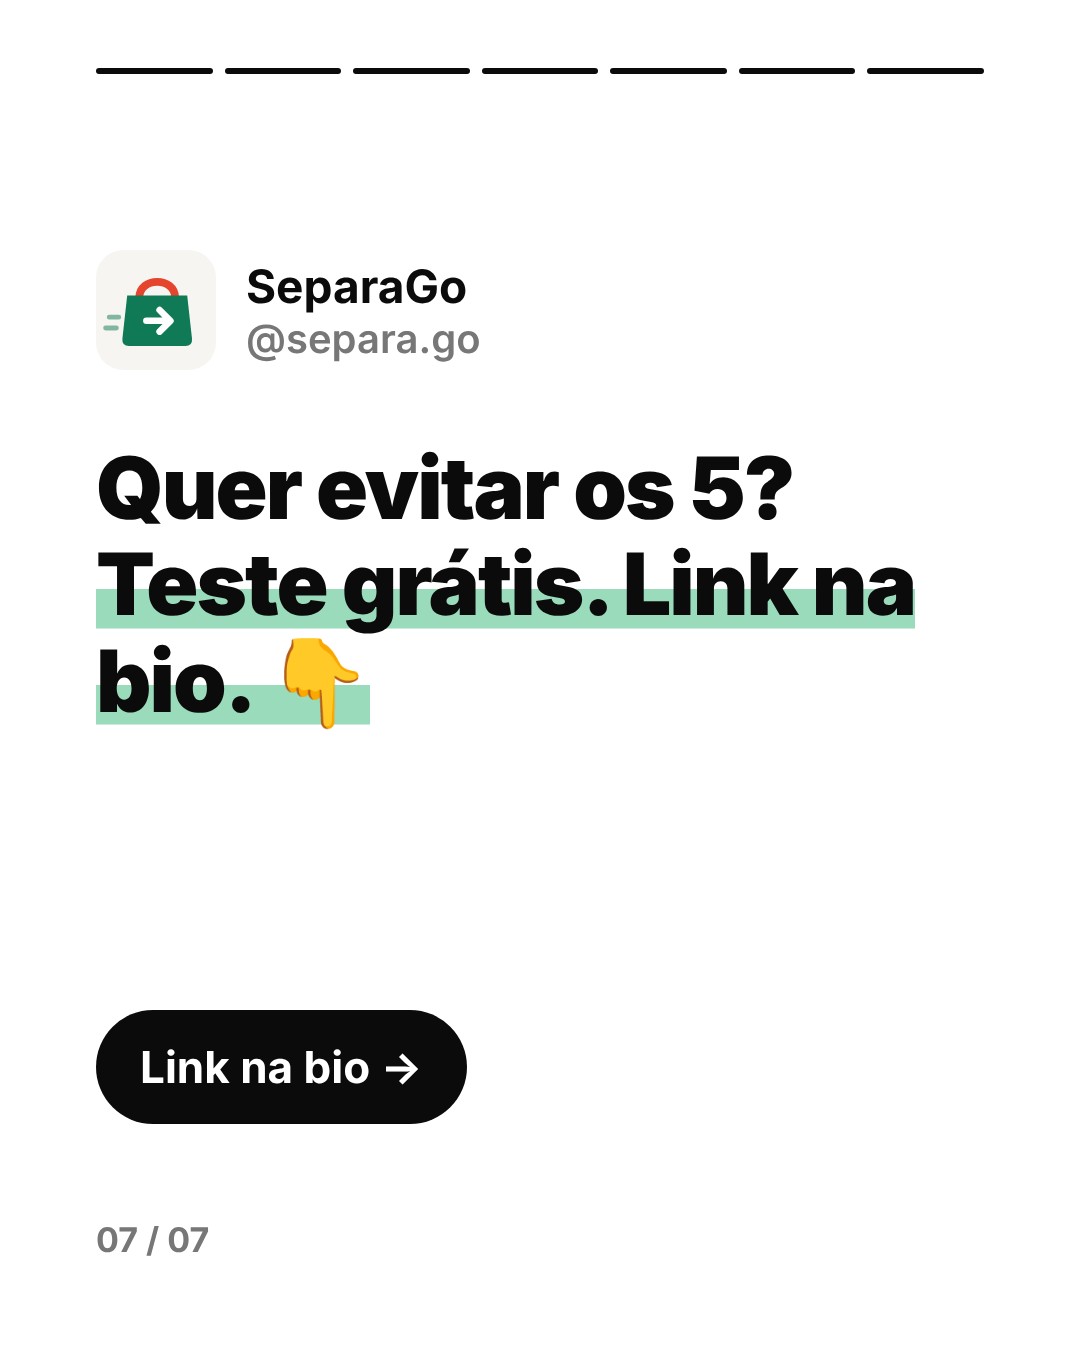 SeparaGo
@separa.go
Quer evitar os 5?
Teste grátis. Link na
bio. 👇
Link na bio →
07 / 07